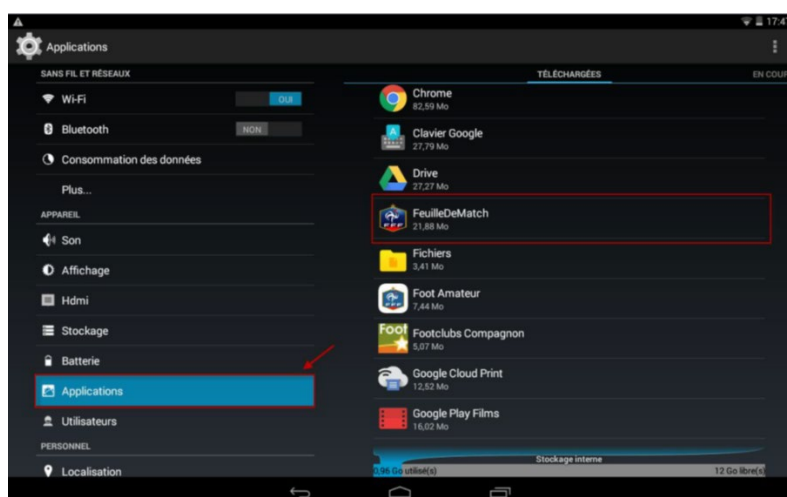 17:47
Applications
SANS FIL ET RÉSEAUX
Wi-Fi
OUI
Bluetooth
NON
Consommation des données
Plus...
APPAREIL
Son
Affichage
Hdmi
Stockage
Batterie
Applications
Utilisateurs
PERSONNEL
Localisation
TÉLÉCHARGÉES
EN COUR
Chrome
82,59 Mo
Clavier Google
27,79 Mo
Drive
27,27 Mo
FeuilleDeMatch
21,88 Mo
Fichiers
3,41 Mo
Foot Amateur
7,44 Mo
Foot
Footclubs Compagnon
5,07 Mo
Google Cloud Print
12,52 Mo
Google Play Films
16,02 Mo
Stockage interne
0,96 Go utilisé(s)
12 Go libre(s)